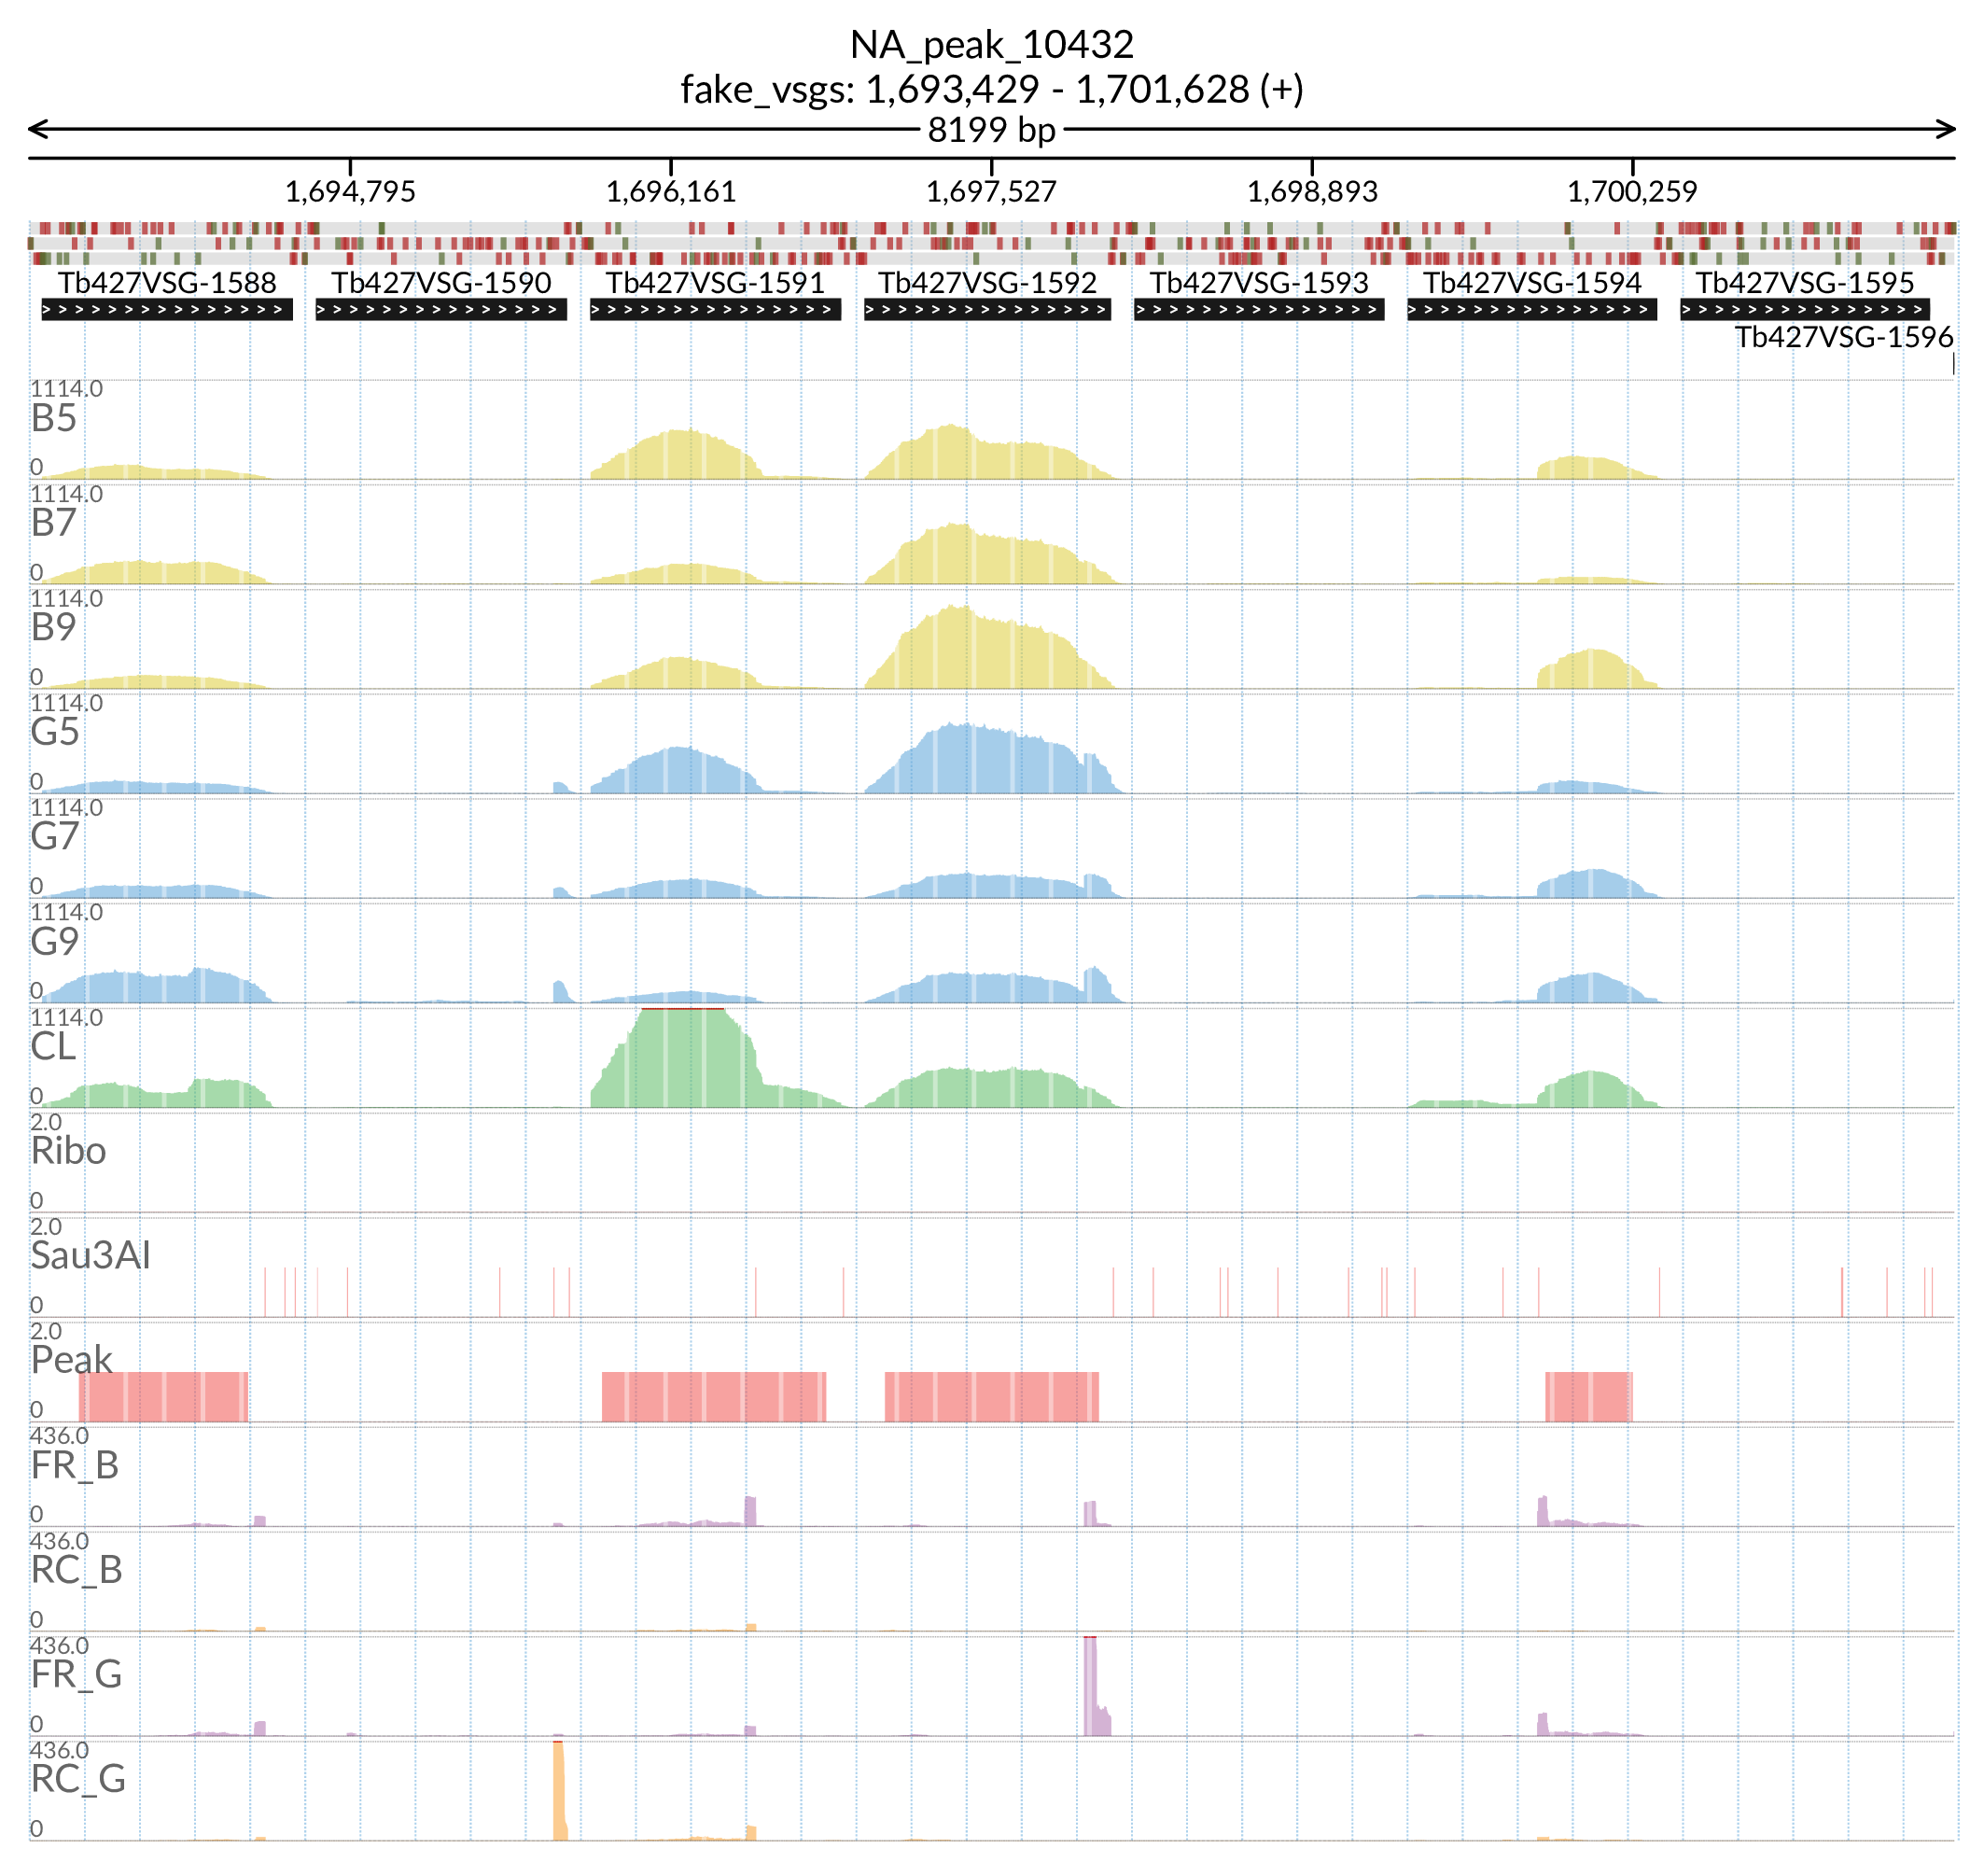 NA_peak_10432
fake_vsgs: 1,693,429 - 1,701,628 (+)
8199 bp
1,694,795 1,696,161 1,697,527 1,698,893 1,700,259
Tb427VSG-1588 Tb427VSG-1590 Tb427VSG-1591 Tb427VSG-1592 Tb427VSG-1593 Tb427VSG-1594 Tb427VSG-1595
Tb427VSG-1596
1114.0
B5
0
1114.0
B7
0
1114.0
B9
0
1114.0
G5
0
1114.0
G7
0
1114.0
G9
0
1114.0
CL
0
2.0
Ribo
0
2.0
Sau3AI
0
2.0
Peak
0
436.0
FR_B
0
436.0
RC_B
0
436.0
FR_G
0
436.0
RC_G
0